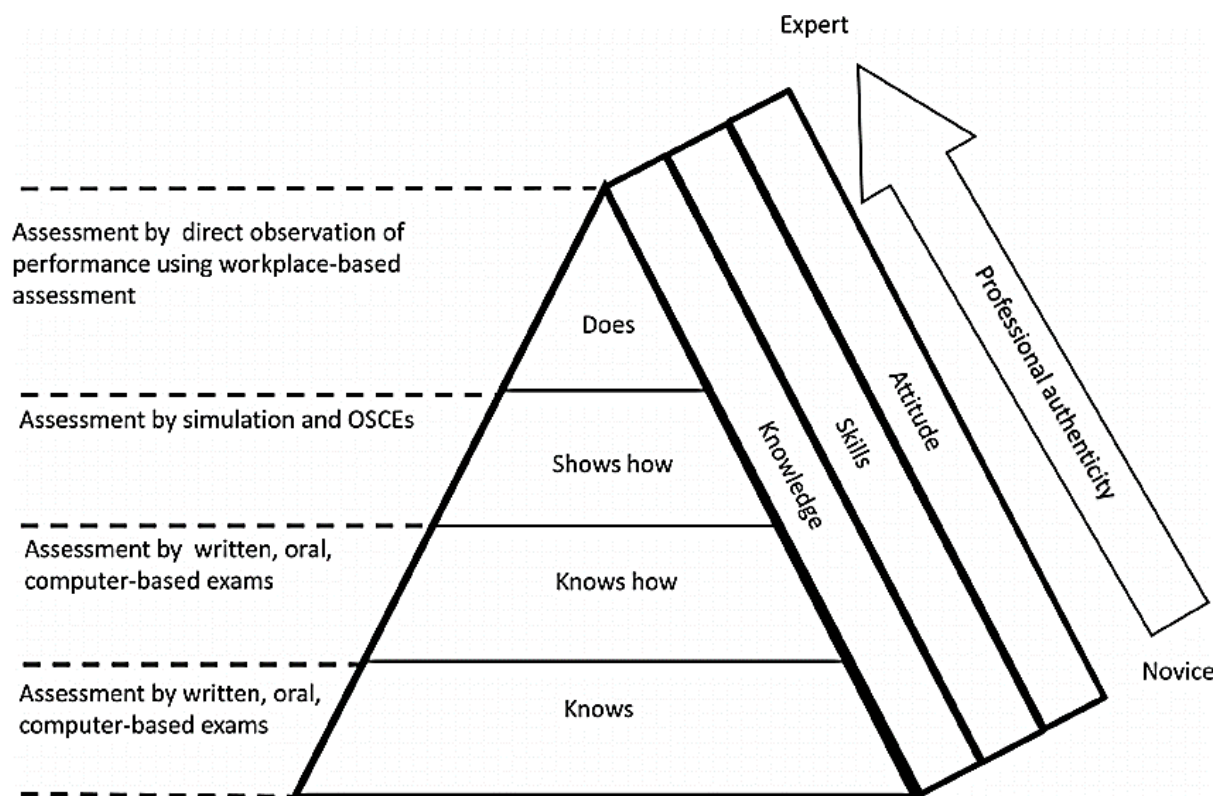 Expert
Assessment by direct observation of
performance using workplace-based
assessment
Does
Assessment by simulation and OSCEs
Shows how
Assessment by written, oral,
computer-based exams
Knows how
Assessment by written, oral,
computer-based exams
Knows
Knowledge
Skills
Attitude
Professional authenticity
Novice